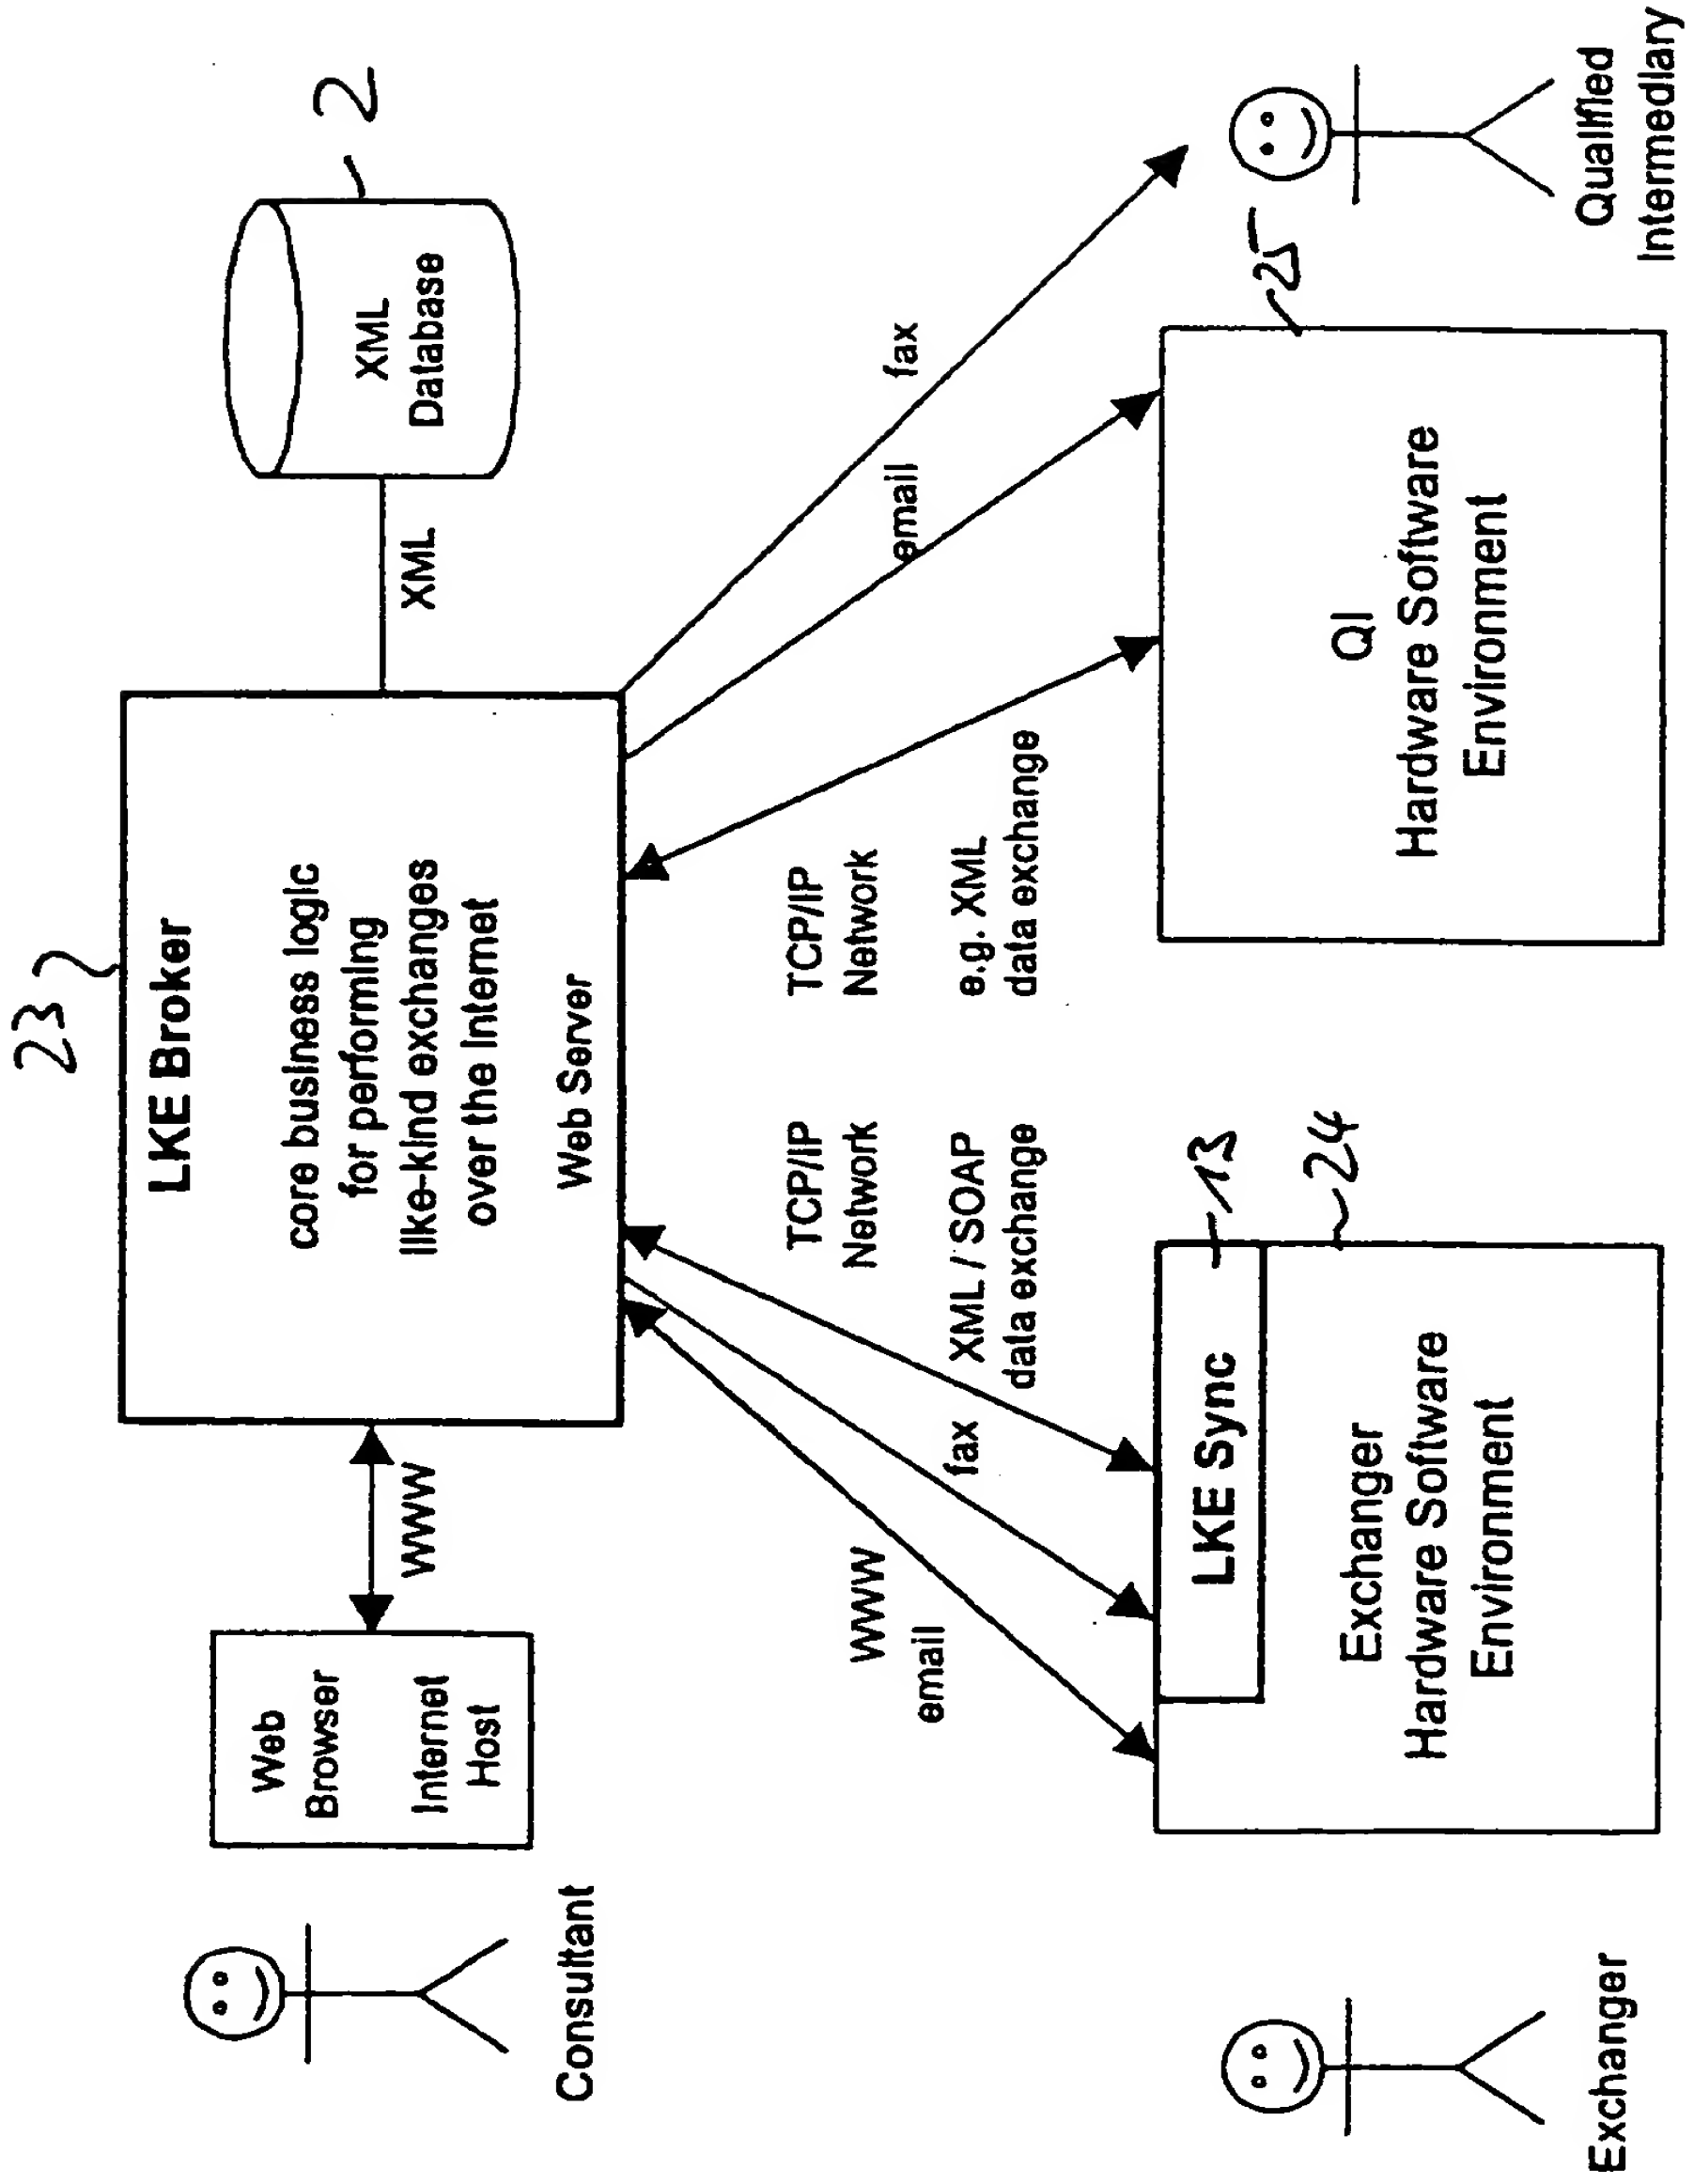 23
LKE Broker
core business logic
for performing
like-kind exchanges
over the Internet
Web Server
2
XML
Database
XML
Web
Browser
Internet
Host
WWW
Consultant
WWW
email
fax
TCP/IP
Network
XML / SOAP
data exchange
TCP/IP
Network
e.g. XML
data exchange
email
fax
LKE Sync
13
24
Exchanger
Hardware Software
Environment
Exchanger
25
QI
Hardware Software
Environment
Qualified
Intermediary